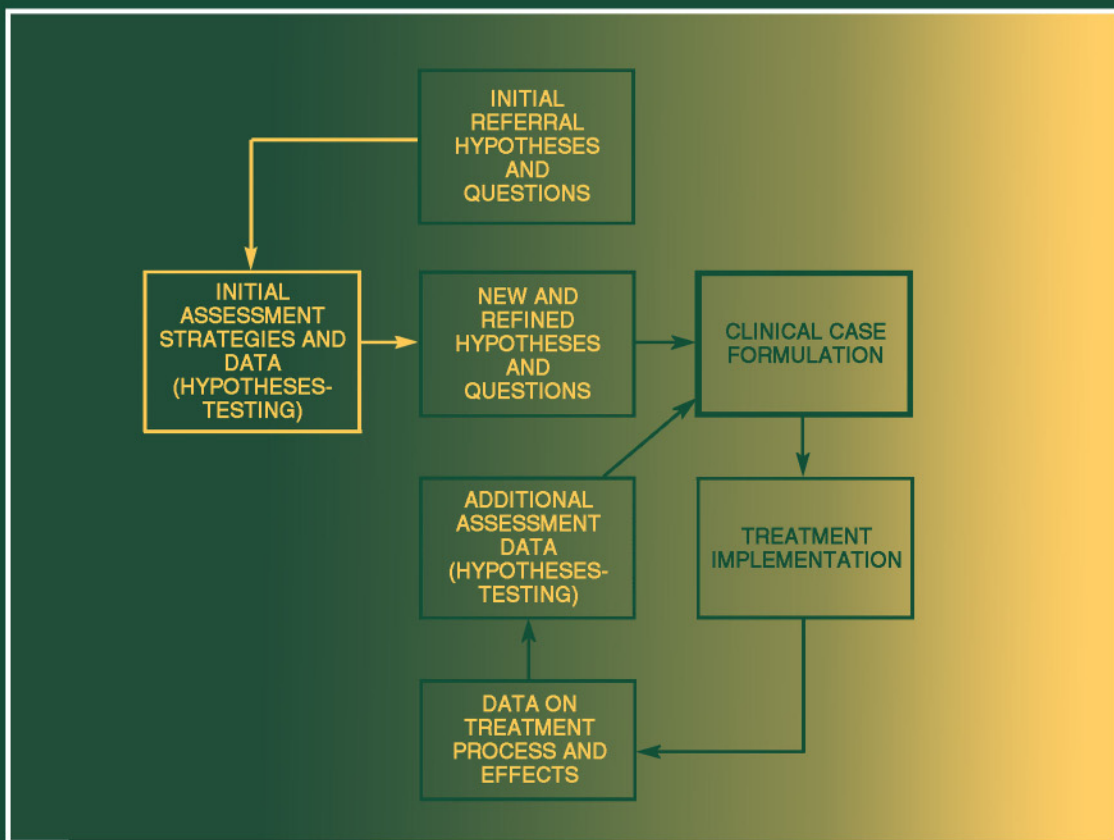 INITIAL
REFERRAL
HYPOTHESES
AND
QUESTIONS
INITIAL
ASSESSMENT
STRATEGIES AND
DATA
(HYPOTHESES-
TESTING)
NEW AND
REFINED
HYPOTHESES
AND
QUESTIONS
CLINICAL CASE
FORMULATION
ADDITIONAL
ASSESSMENT
DATA
(HYPOTHESES-
TESTING)
TREATMENT
IMPLEMENTATION
DATA ON
TREATMENT
PROCESS AND
EFFECTS